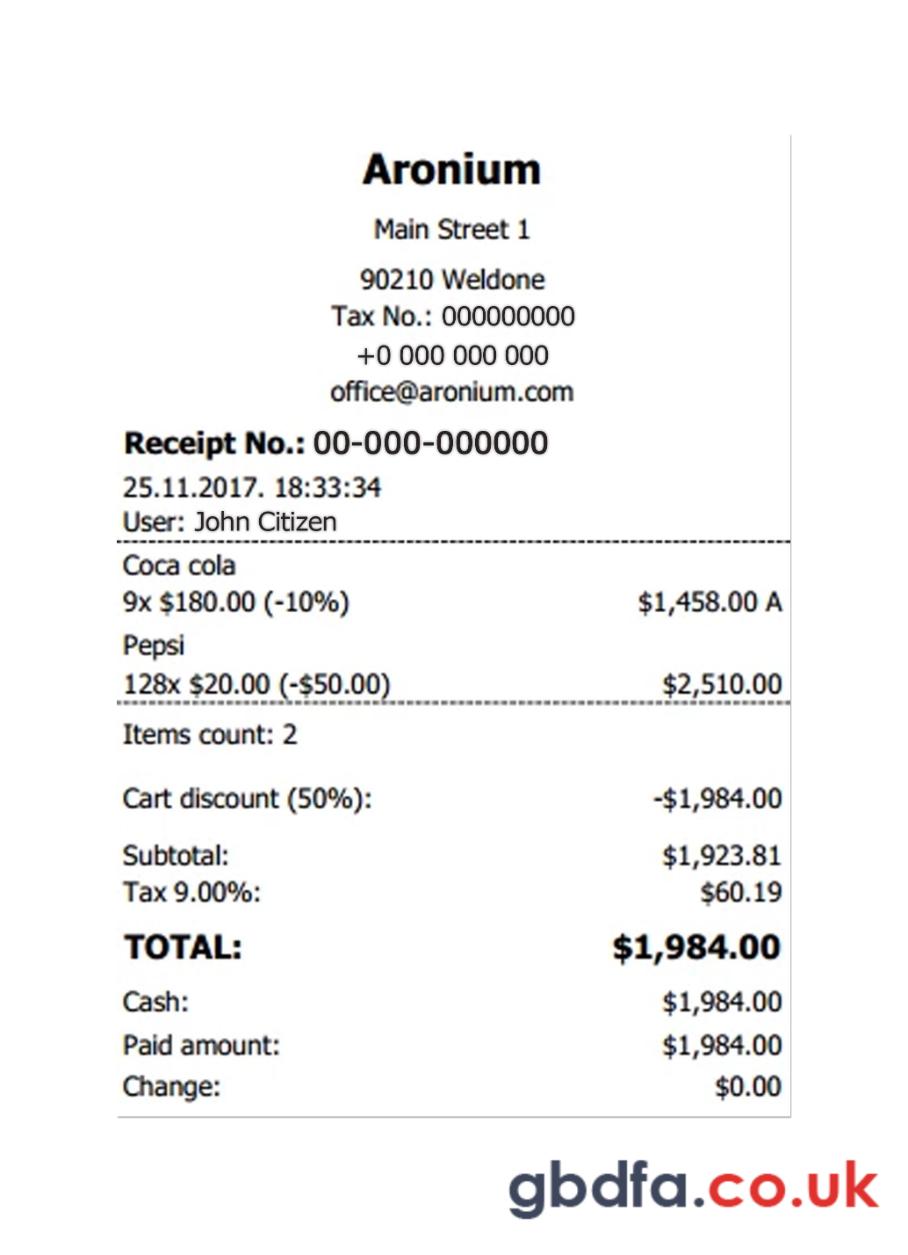 Aronium
Main Street 1
90210 Weldone
Tax No.: 000000000
+0 000 000 000
office@aronium.com
Receipt No.: 00-000-000000
25.11.2017. 18:33:34
User: John Citizen
Coca cola
9x $180.00 (-10%) $1,458.00 A
Pepsi
128x $20.00 (-$50.00) $2,510.00
Items count: 2
Cart discount (50%): -$1,984.00
Subtotal: $1,923.81
Tax 9.00%: $60.19
TOTAL: $1,984.00
Cash: $1,984.00
Paid amount: $1,984.00
Change: $0.00
gbdfa.co.uk